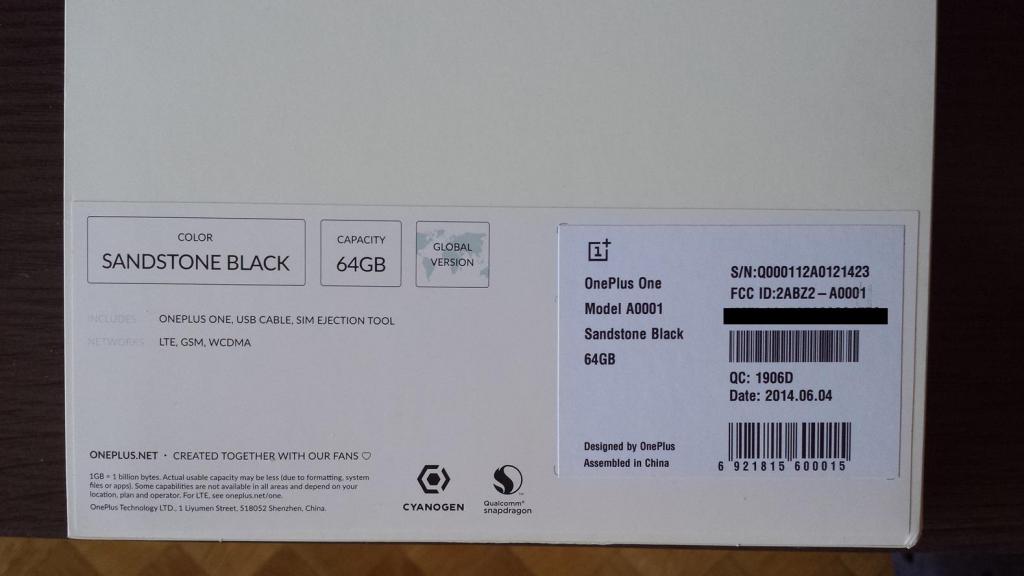 COLOR
SANDSTONE BLACK
CAPACITY
64GB
GLOBAL
VERSION
INCLUDES ONEPLUS ONE, USB CABLE, SIM EJECTION TOOL
NETWORKS LTE, GSM, WCDMA
ONEPLUS.NET · CREATED TOGETHER WITH OUR FANS ♡
1GB = 1 billion bytes. Actual usable capacity may be less (due to formatting, system
files or apps). Some capabilities are not available in all areas and depend on your
location, plan and operator. For LTE, see oneplus.net/one.
OnePlus Technology LTD., 1 Liyumen Street, 518052 Shenzhen, China.
CYANOGEN
Qualcomm®
snapdragon
OnePlus One
Model A0001
Sandstone Black
64GB
Designed by OnePlus
Assembled in China
S/N:Q000112A0121423
FCC ID:2ABZ2-A0001
QC: 1906D
Date: 2014.06.04
6 921815 600015